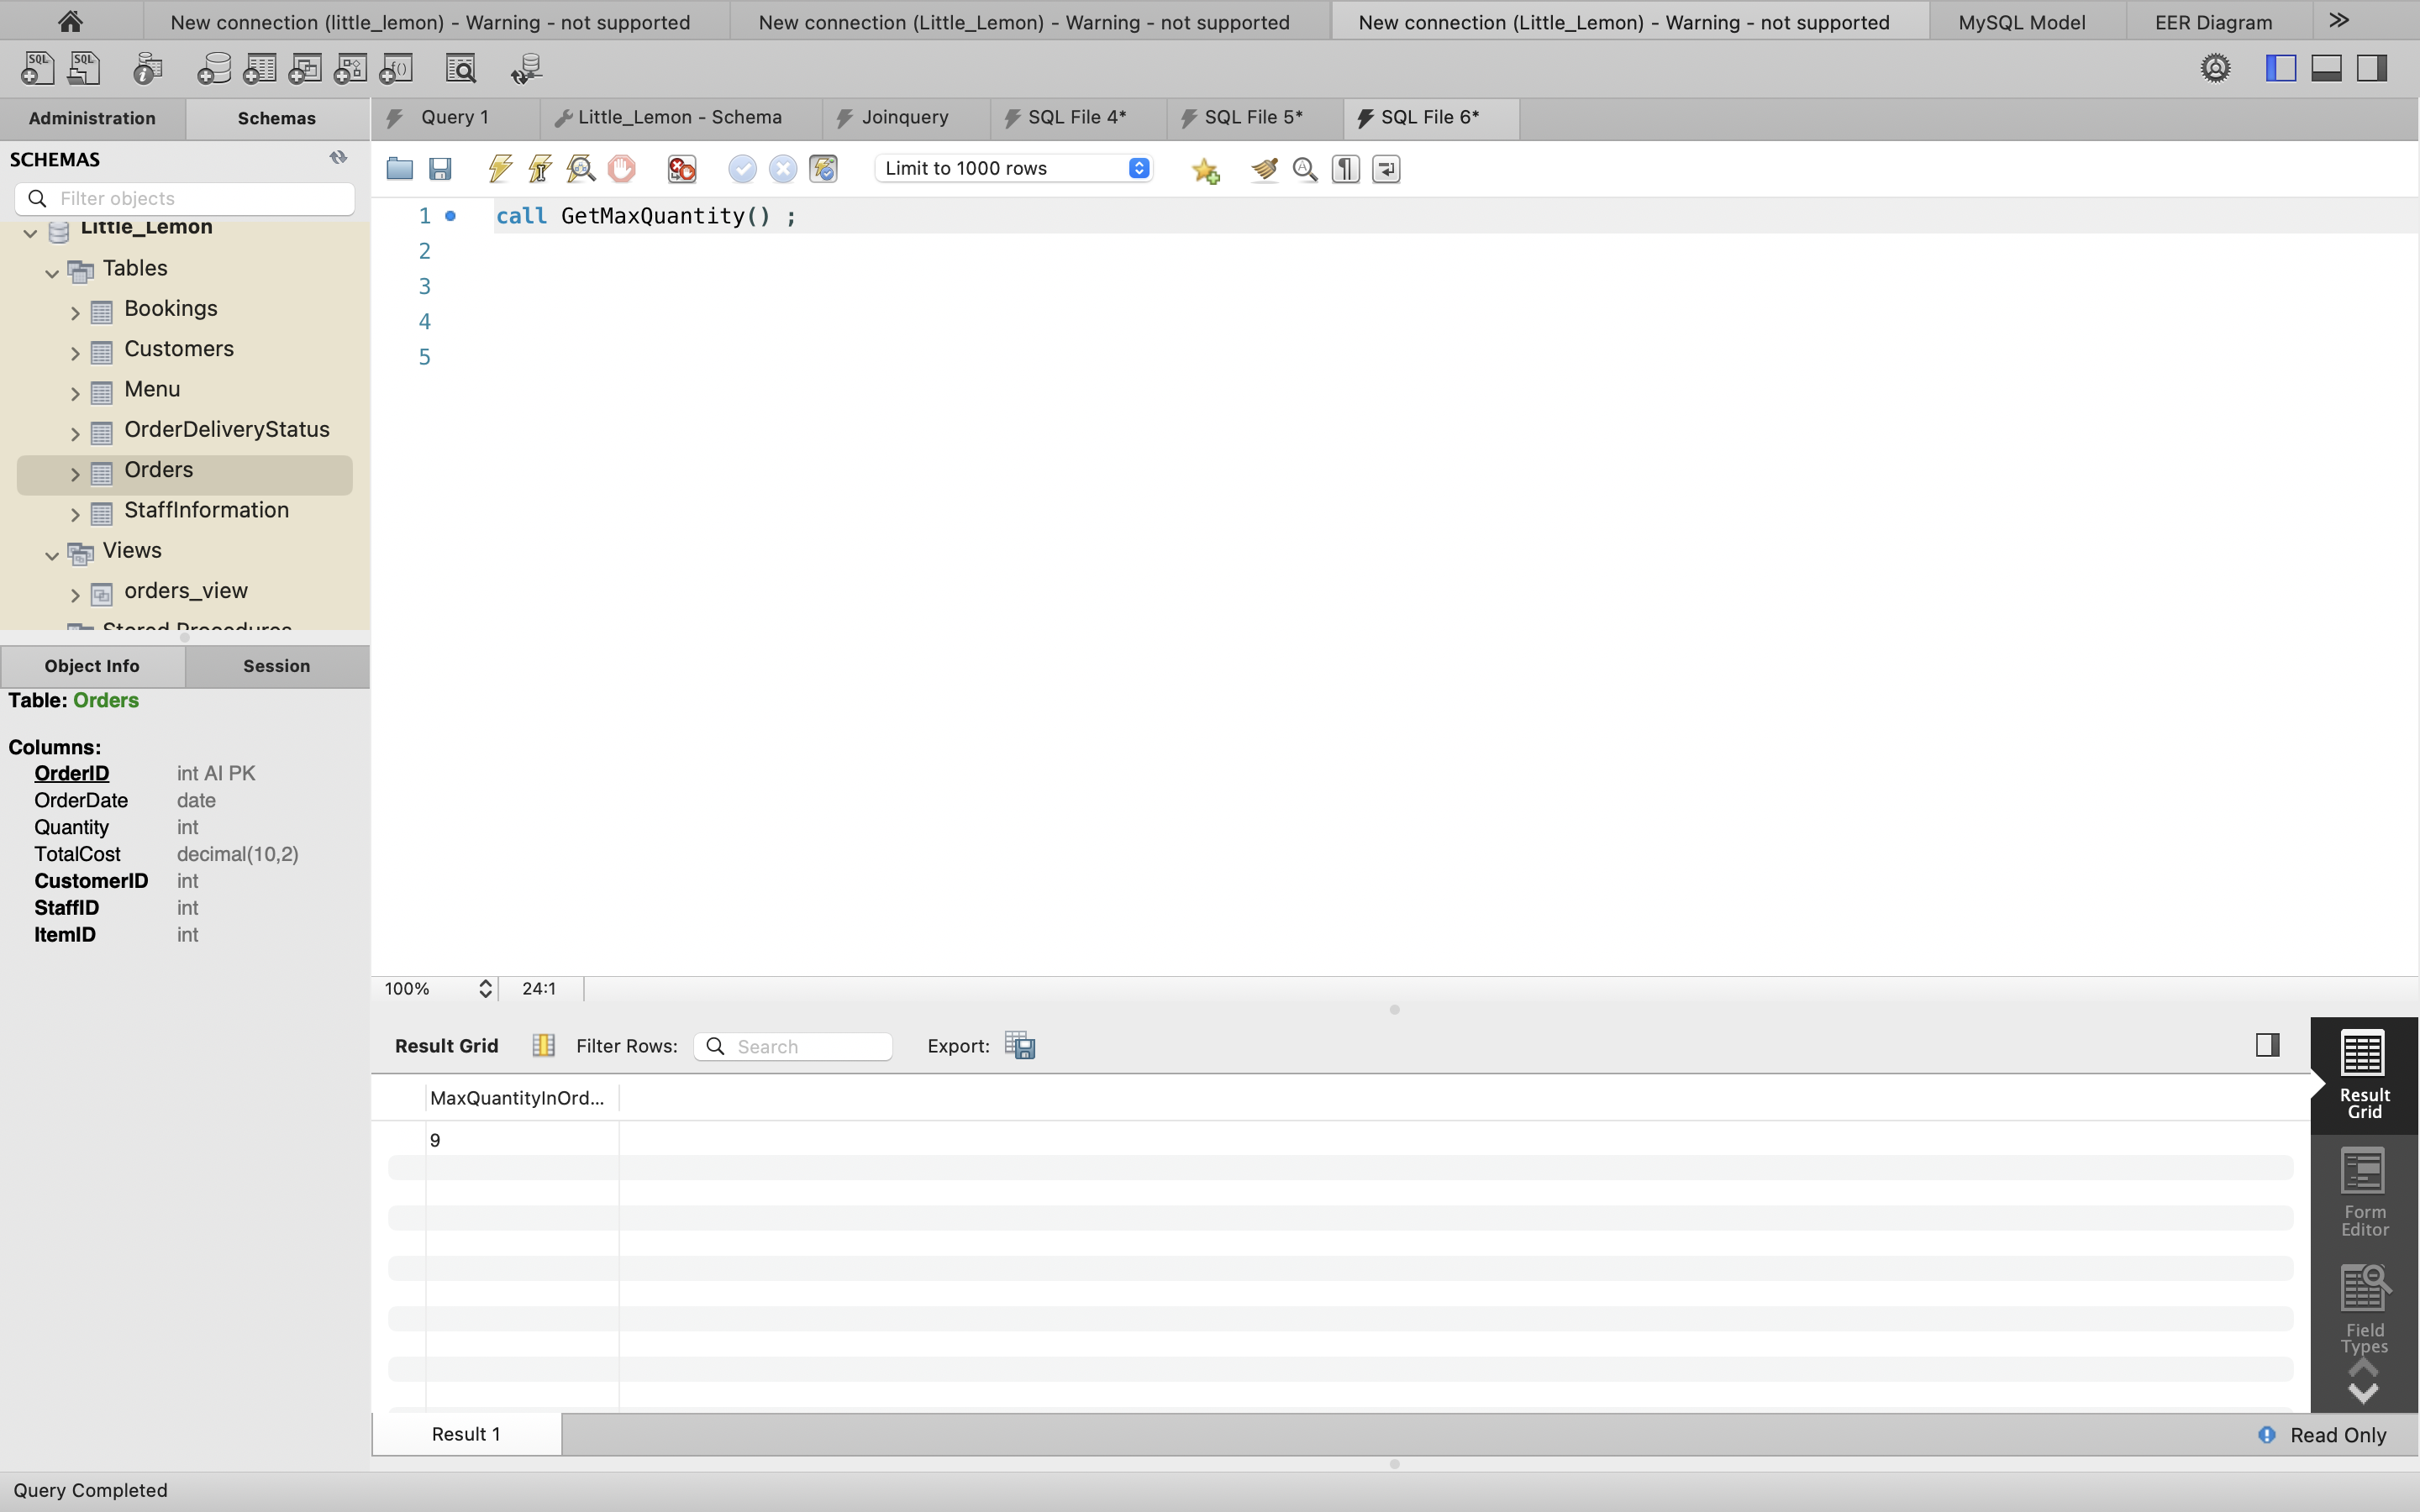 New connection (little_lemon) - Warning - not supported
New connection (Little_Lemon) - Warning - not supported
New connection (Little_Lemon) - Warning - not supported
MySQL Model
EER Diagram
Administration
Schemas
Query 1
Little_Lemon - Schema
Joinquery
SQL File 4*
SQL File 5*
SQL File 6*
SCHEMAS
Filter objects
Limit to 1000 rows
Little_Lemon
Tables
Bookings
Customers
Menu
OrderDeliveryStatus
Orders
StaffInformation
Views
orders_view
Stored Procedures
1 call GetMaxQuantity() ;
2
3
4
5
Object Info
Session
Table: Orders
Columns:
OrderID int AI PK
OrderDate date
Quantity int
TotalCost decimal(10,2)
CustomerID int
StaffID int
ItemID int
100% 24:1
Result Grid
Filter Rows:
Search
Export:
MaxQuantityInOrd...
9
Result
Grid
Form
Editor
Field
Types
Result 1
Read Only
Query Completed